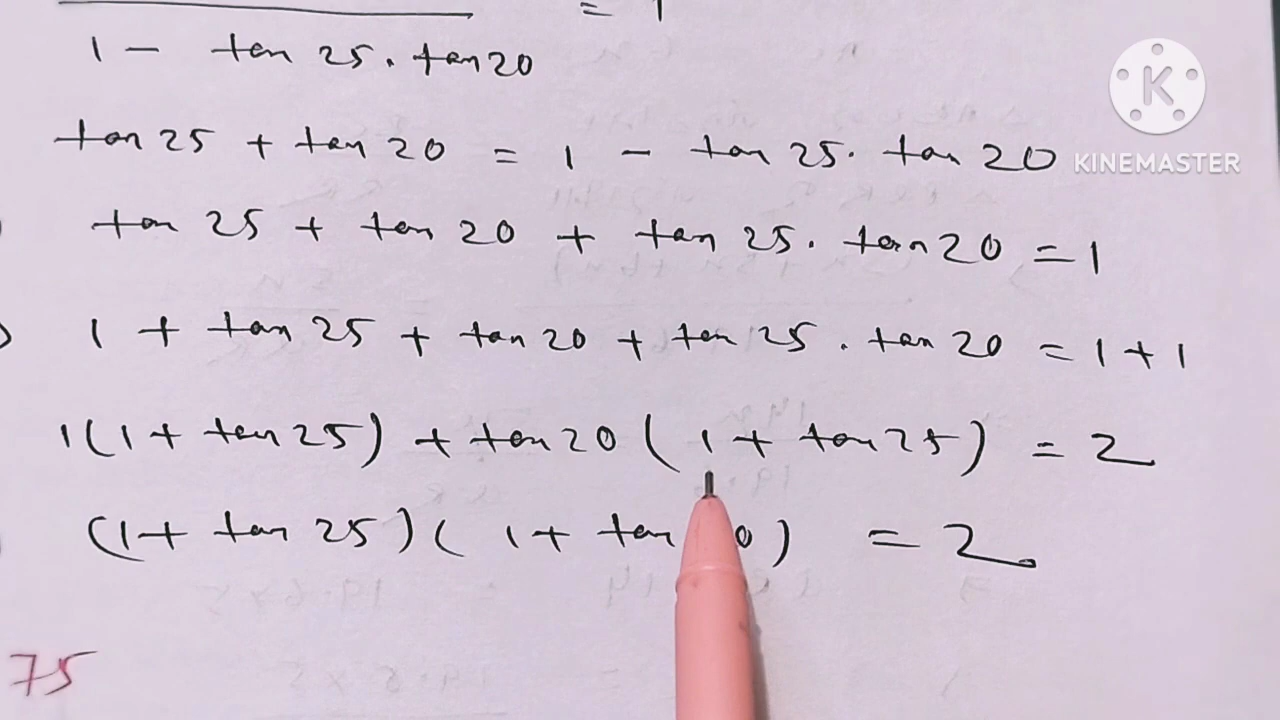 = 1
1 - tan 25 . tan 20
tan 25 + tan 20 = 1 - tan 25 . tan 20
KINEMASTER
tan 25 + tan 20 + tan 25 . tan 20 = 1
1 + tan 25 + tan 20 + tan 25 . tan 20 = 1 + 1
1 (1 + tan 25) + tan 20 (1 + tan 25) = 2
(1 + tan 25) (1 + tan 0) = 2
75